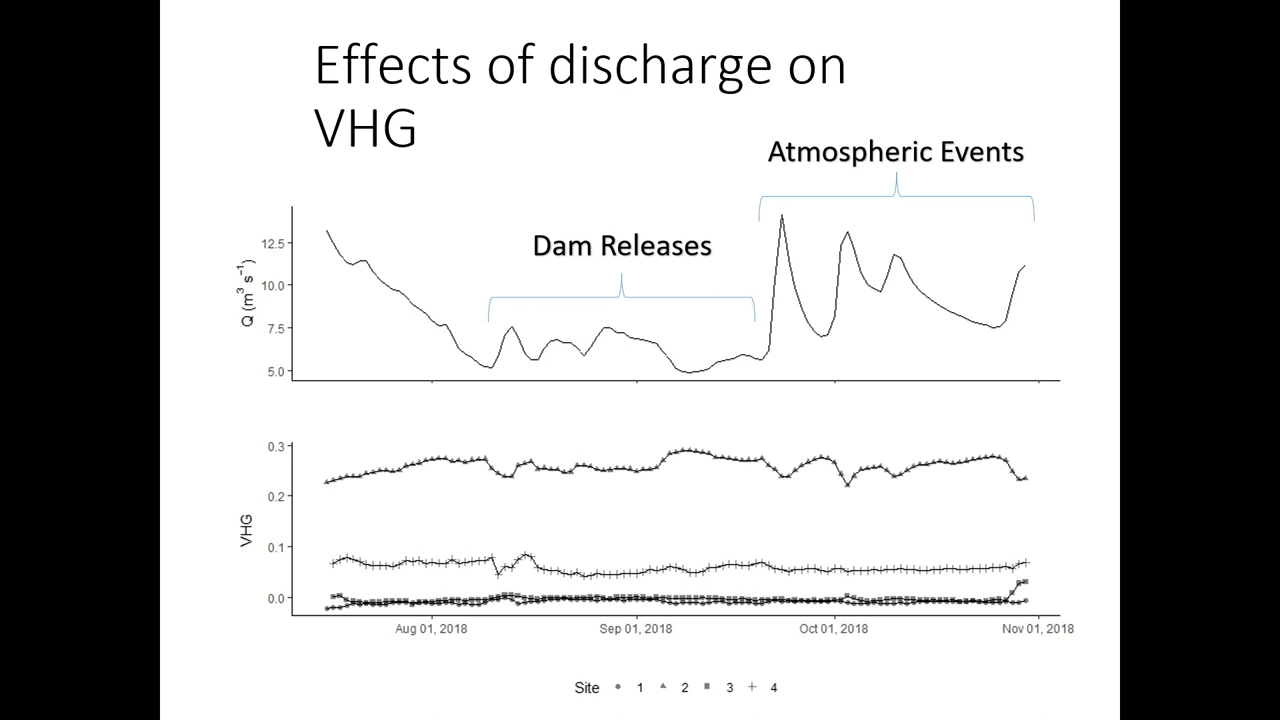 Effects of discharge on
VHG
Atmospheric Events
Dam Releases
Q (m³ s⁻¹)
12.5
10.0
7.5
5.0
VHG
0.3
0.2
0.1
0.0
Aug 01, 2018 Sep 01, 2018 Oct 01, 2018 Nov 01, 2018
Site 1 2 3 4